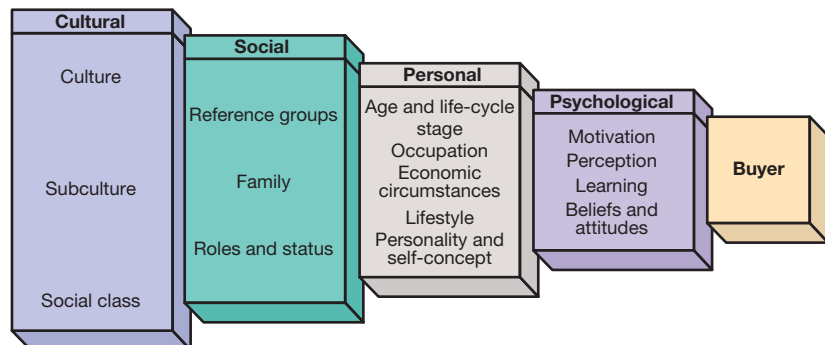 Cultural
Culture
Subculture
Social class
Social
Reference groups
Family
Roles and status
Personal
Age and life-cycle
stage
Occupation
Economic
circumstances
Lifestyle
Personality and
self-concept
Psychological
Motivation
Perception
Learning
Beliefs and
attitudes
Buyer